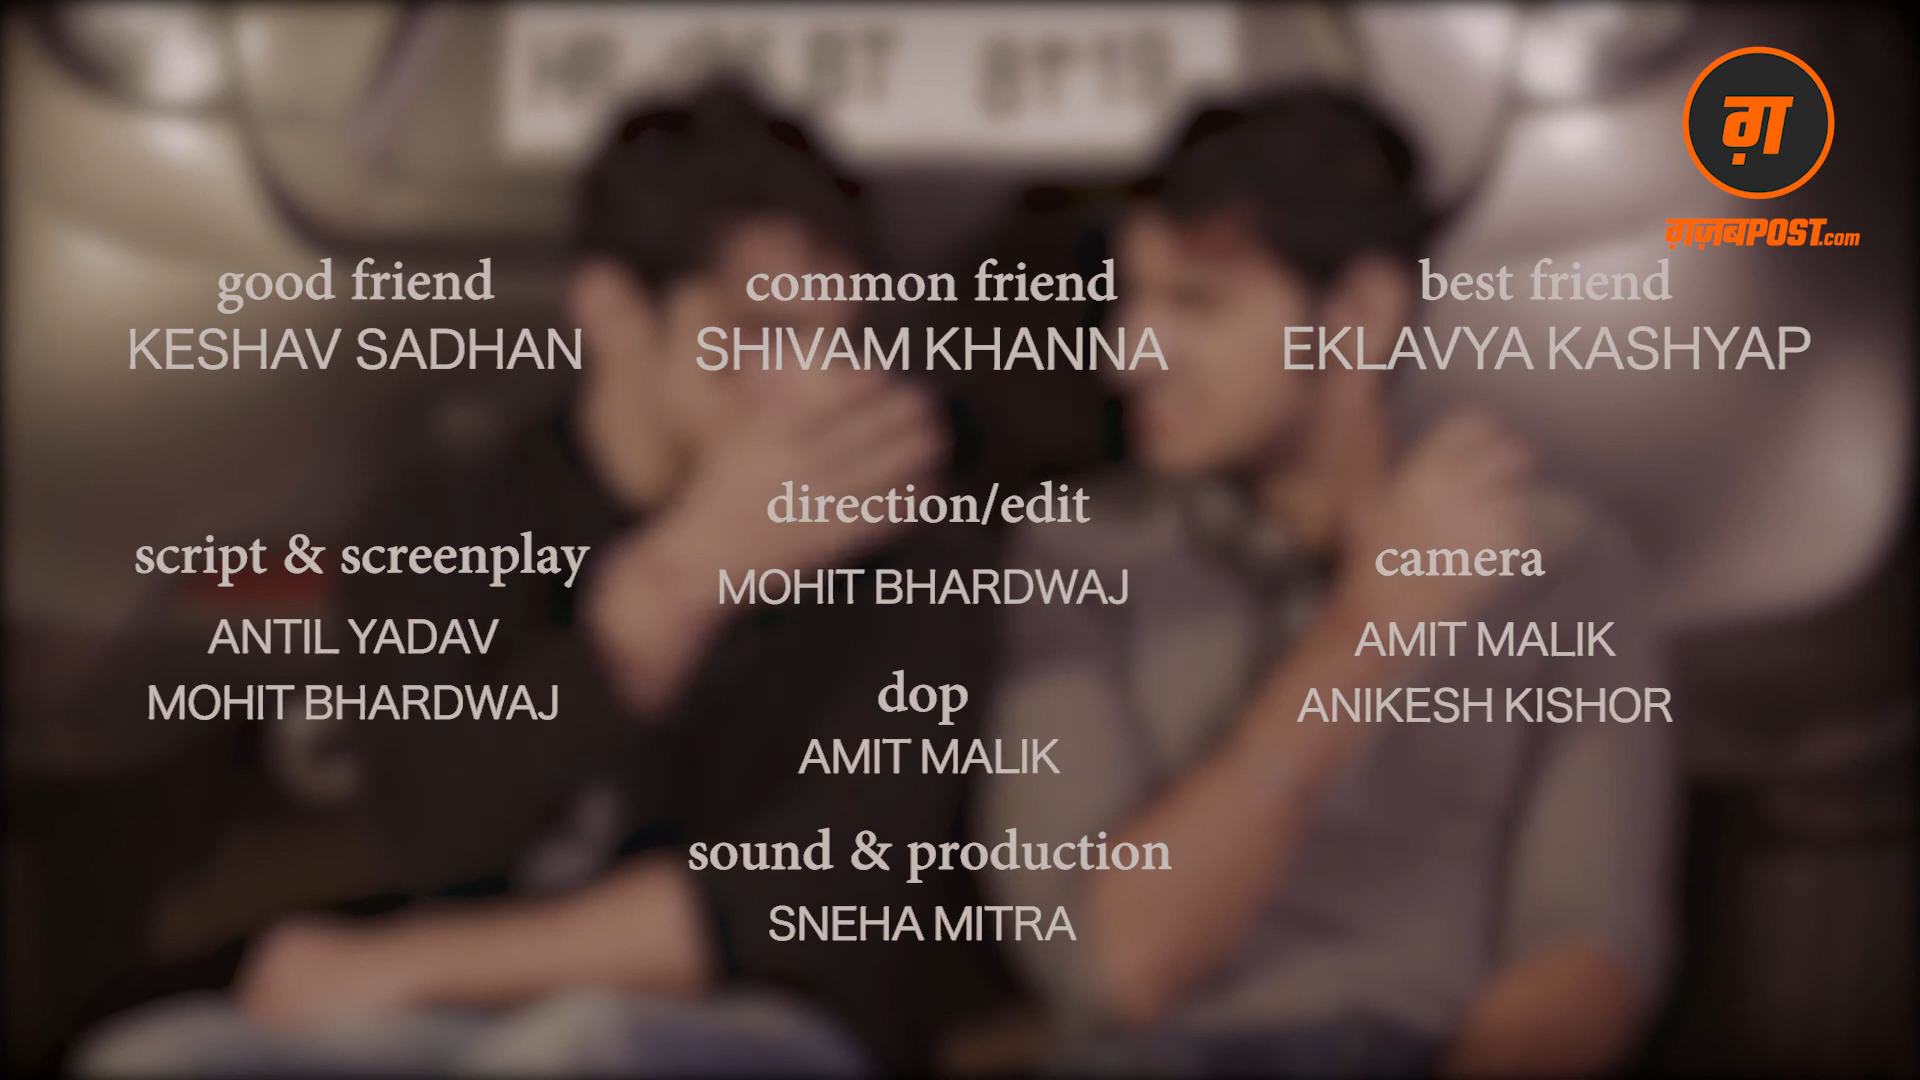 ग़
ग़ज़बPOST.com
good friend
KESHAV SADHAN
common friend
SHIVAM KHANNA
best friend
EKLAVYA KASHYAP
script & screenplay
ANTIL YADAV
MOHIT BHARDWAJ
direction/edit
MOHIT BHARDWAJ
dop
AMIT MALIK
sound & production
SNEHA MITRA
camera
AMIT MALIK
ANIKESH KISHOR